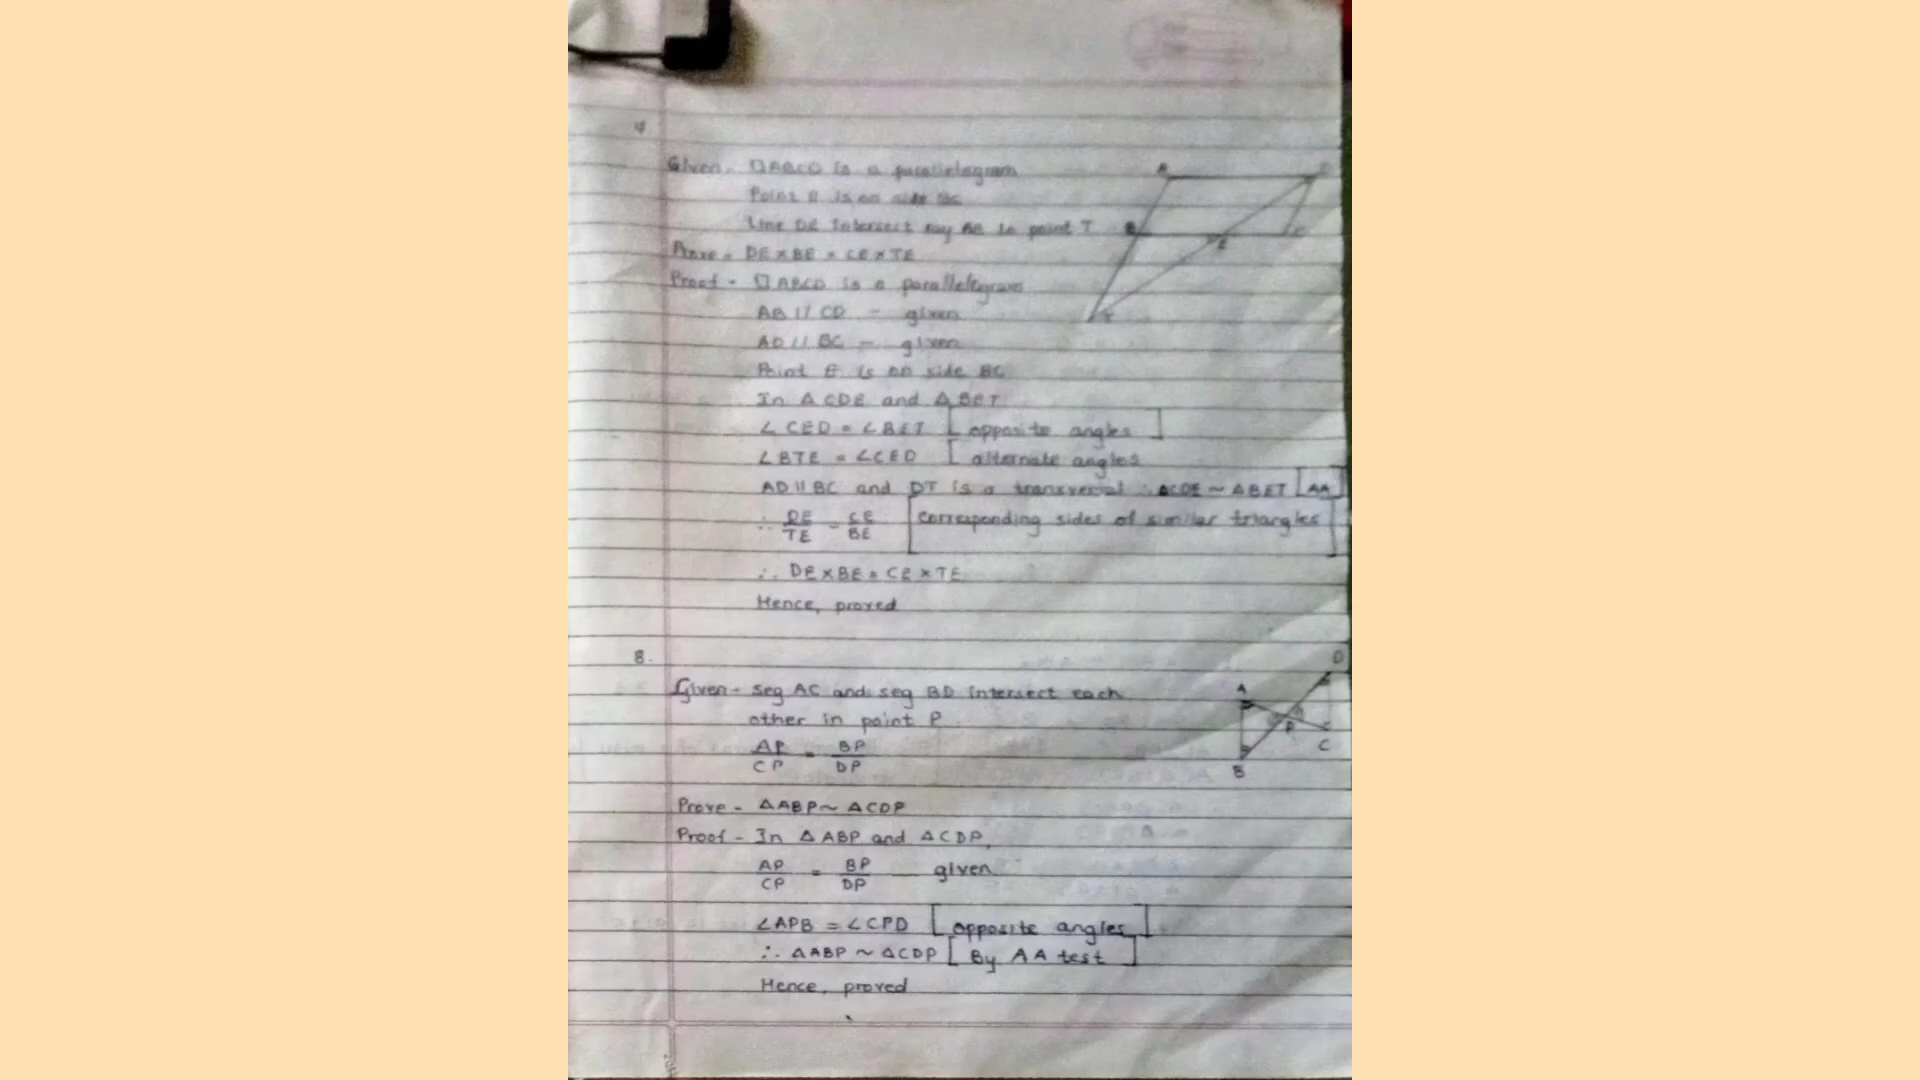 4
Given - □ABCD is a parallelogram
Point E is on side BC
Line DE intersect ray AB in point T
Prove - DE × BE = CE × TE
Proof - □ABCD is a parallelogram
AB // CD - given
AD // BC - given
Point E is on side BC
In △CDE and △BET
∠CED = ∠BET [opposite angles]
∠BTE = ∠CED [alternate angles
AD || BC and DT is a transversal ∴ △CDE ~ △BET [AA]
∴ DE/TE = CE/BE [corresponding sides of similar triangles]
∴ DE × BE = CE × TE
Hence, proved
A
B
E
C
T
8.
Given - seg AC and seg BD intersect each
other in point P
AP/CP = BP/DP
Prove - △ABP ~ △CDP
Proof - In △ABP and △CDP,
AP/CP = BP/DP given
∠APB = ∠CPD [opposite angles]
∴ △ABP ~ △CDP [By AA test]
Hence, proved
D
A
P
C
B